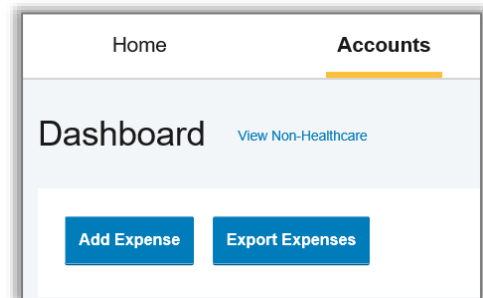 Home Accounts
Dashboard View Non-Healthcare
Add Expense Export Expenses